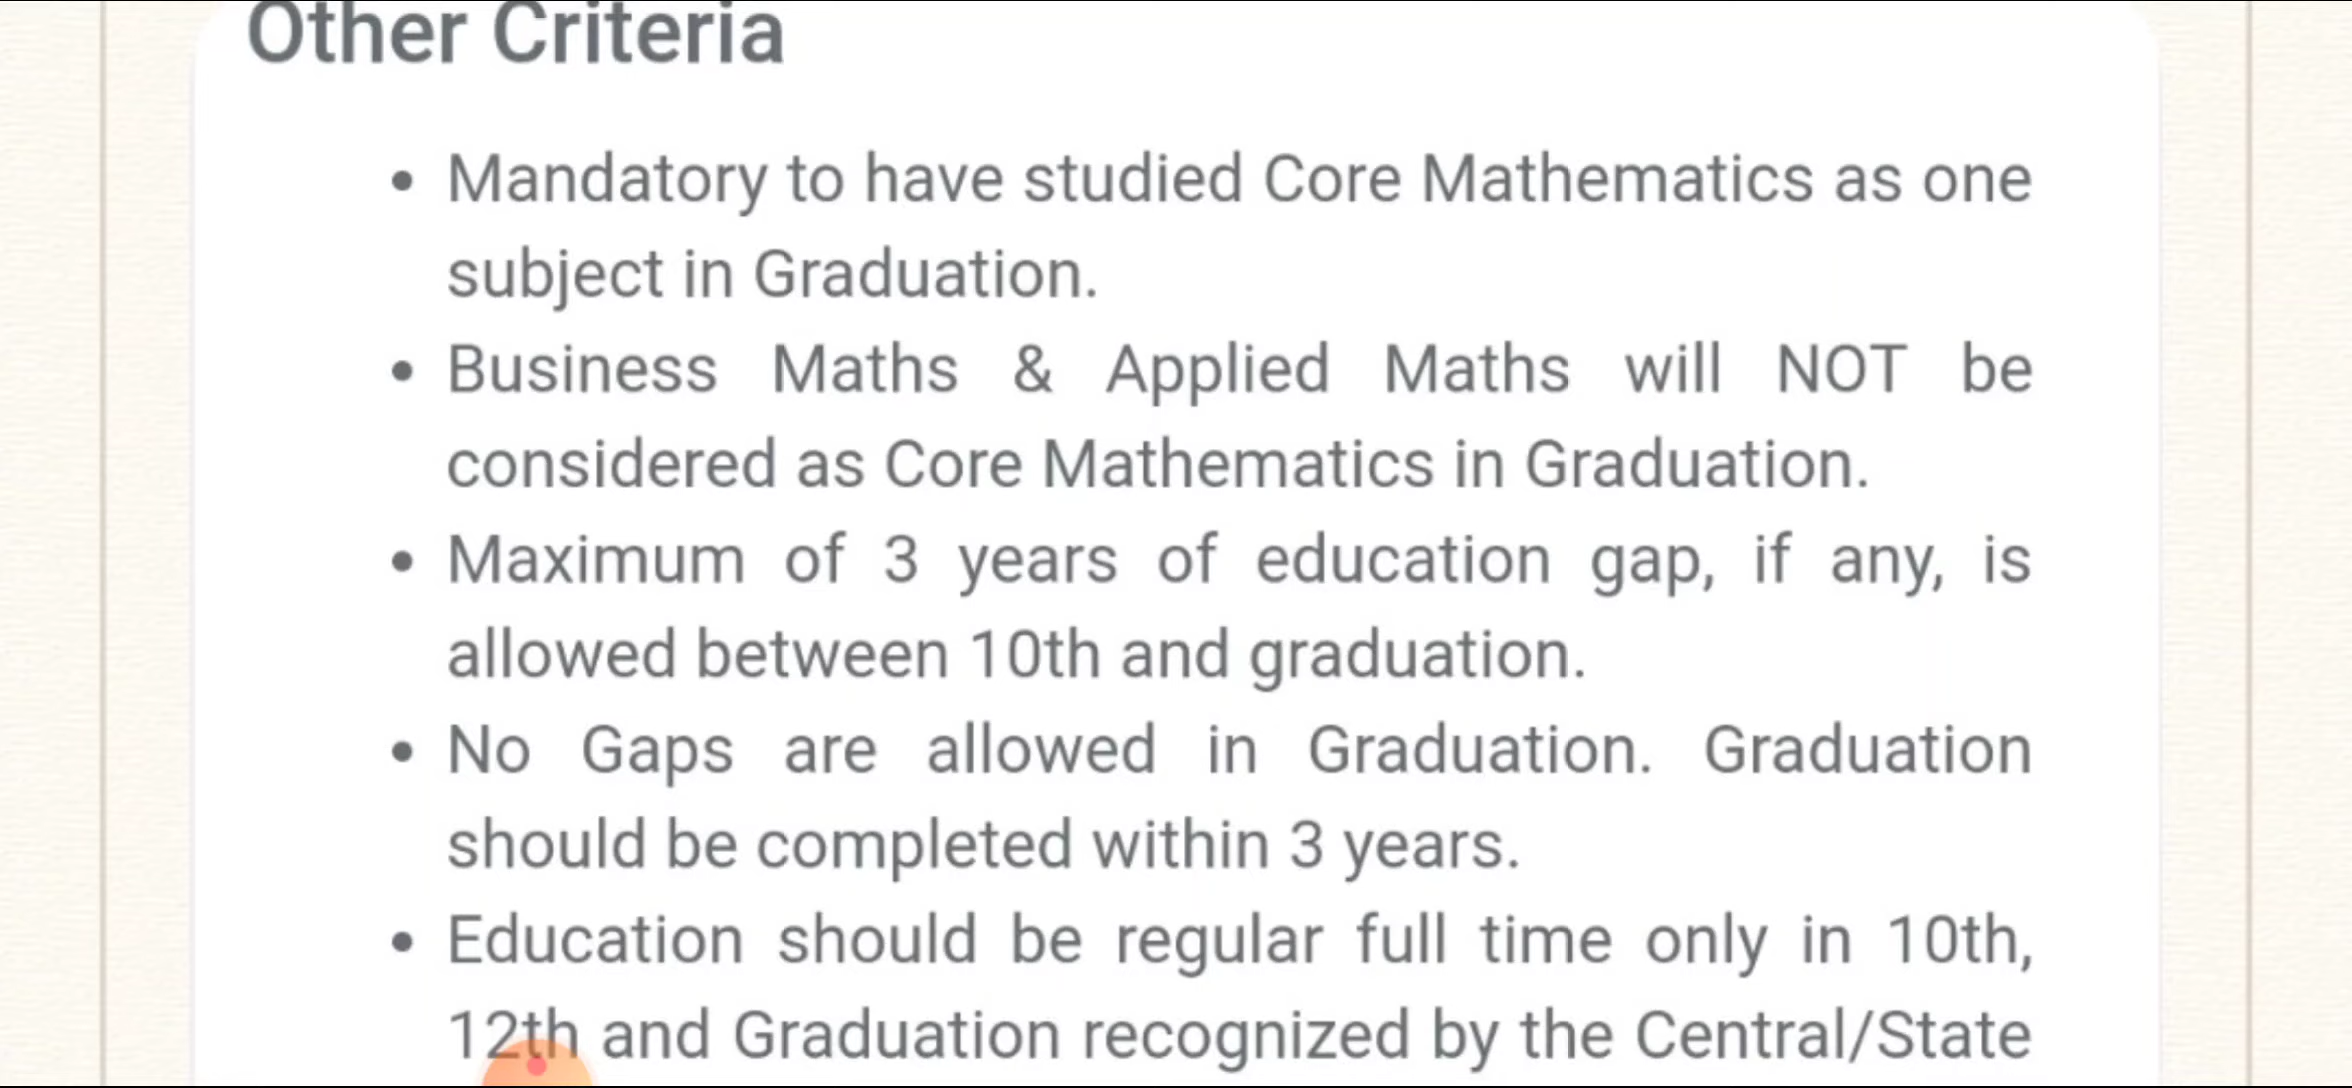 Other Criteria
• Mandatory to have studied Core Mathematics as one
subject in Graduation.
• Business Maths & Applied Maths will NOT be
considered as Core Mathematics in Graduation.
• Maximum of 3 years of education gap, if any, is
allowed between 10th and graduation.
• No Gaps are allowed in Graduation. Graduation
should be completed within 3 years.
• Education should be regular full time only in 10th,
12th and Graduation recognized by the Central/State